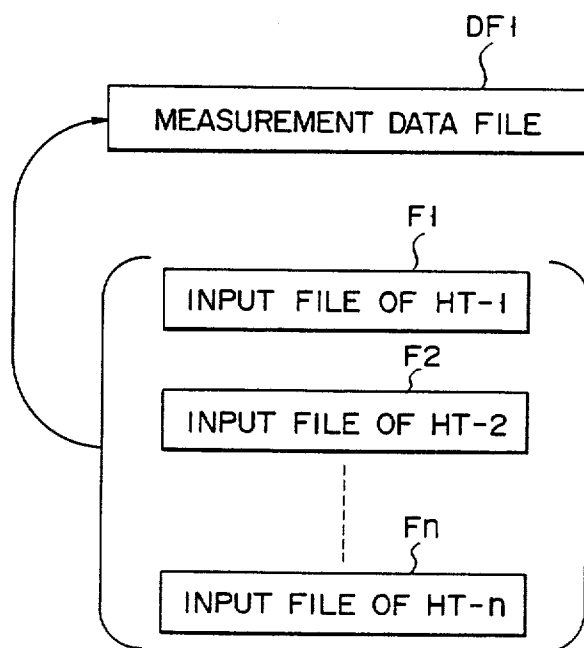 DF1
MEASUREMENT DATA FILE
F1
INPUT FILE OF HT-1
F2
INPUT FILE OF HT-2
Fn
INPUT FILE OF HT-n